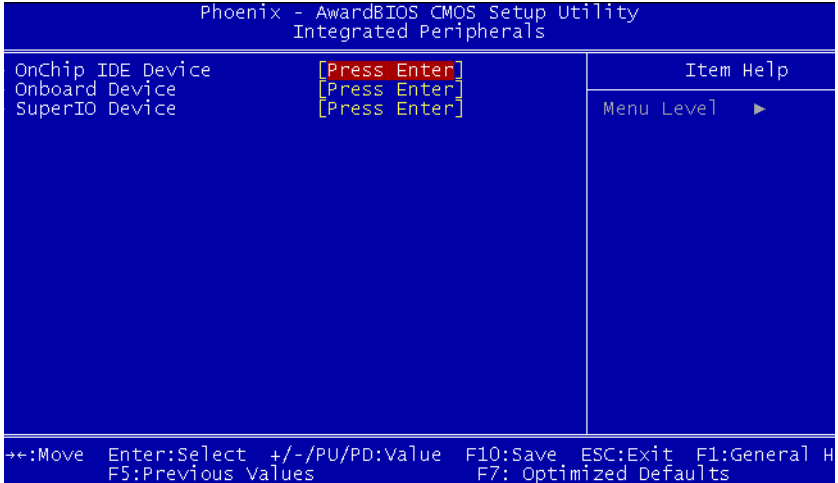 Phoenix - AwardBIOS CMOS Setup Utility
Integrated Peripherals
OnChip IDE Device [Press Enter]
Onboard Device [Press Enter]
SuperIO Device [Press Enter]
Item Help
Menu Level ►
→←:Move Enter:Select +/-/PU/PD:Value F10:Save ESC:Exit F1:General H
F5:Previous Values F7: Optimized Defaults